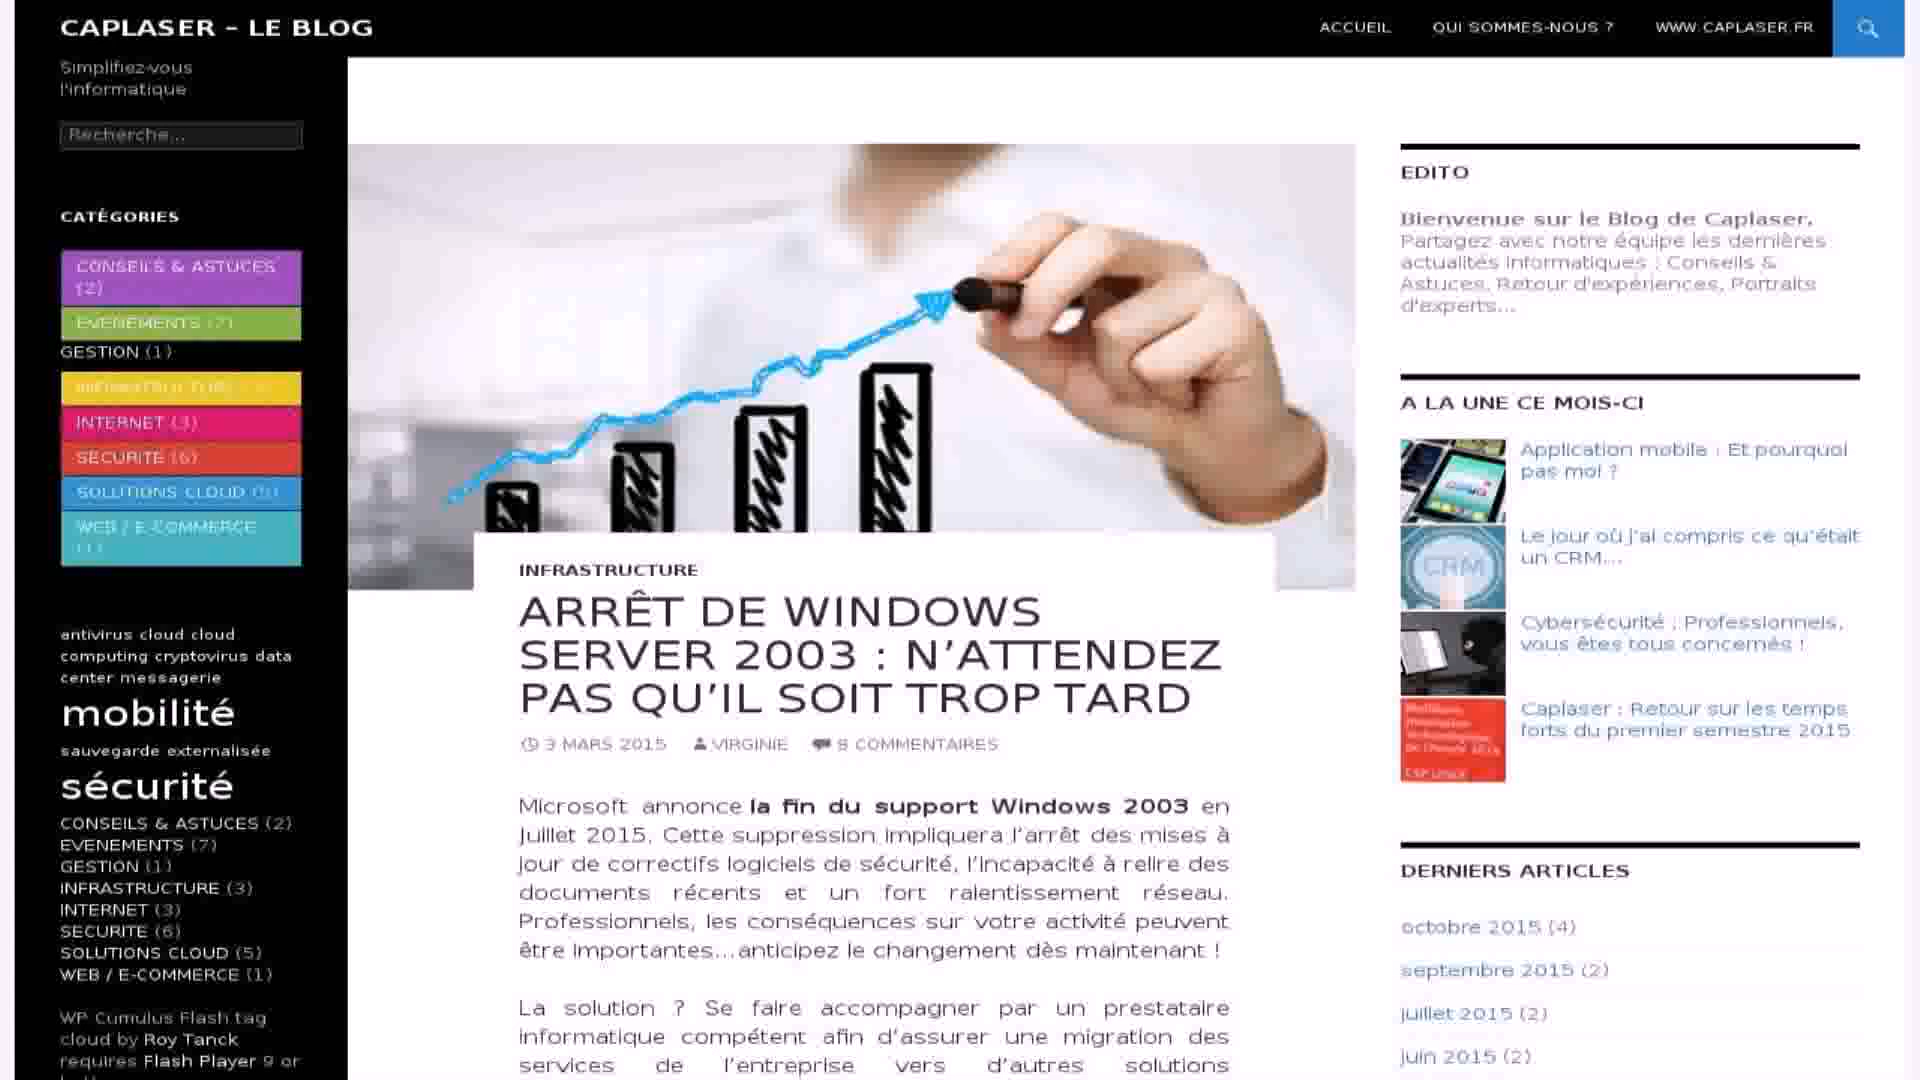 CAPLASER – LE BLOG
ACCUEIL
QUI SOMMES-NOUS ?
WWW.CAPLASER.FR
Simplifiez-vous
l'informatique
Recherche...
CATÉGORIES
CONSEILS & ASTUCES
(2)
EVENEMENTS (7)
GESTION (1)
INTERNET (3)
SECURITE (6)
SOLUTIONS CLOUD (5)
WEB / E-COMMERCE
(1)
antivirus cloud cloud
computing cryptovirus data
center messagerie
mobilité
sauvegarde externalisée
sécurité
CONSEILS & ASTUCES (2)
EVENEMENTS (7)
GESTION (1)
INFRASTRUCTURE (3)
INTERNET (3)
SECURITE (6)
SOLUTIONS CLOUD (5)
WEB / E-COMMERCE (1)
WP Cumulus Flash tag
cloud by Roy Tanck
requires Flash Player 9 or
INFRASTRUCTURE
ARRÊT DE WINDOWS
SERVER 2003 : N'ATTENDEZ
PAS QU'IL SOIT TROP TARD
3 MARS 2015 VIRGINIE 8 COMMENTAIRES
Microsoft annonce la fin du support Windows 2003 en
Juillet 2015. Cette suppression impliquera l'arrêt des mises à
jour de correctifs logiciels de sécurité, l'incapacité à relire des
documents récents et un fort ralentissement réseau.
Professionnels, les conséquences sur votre activité peuvent
être importantes...anticipez le changement dès maintenant !
La solution ? Se faire accompagner par un prestataire
informatique compétent afin d'assurer une migration des
services de l'entreprise vers d'autres solutions
EDITO
Bienvenue sur le Blog de Caplaser.
Partagez avec notre équipe les dernières
actualités informatiques : Conseils &
Astuces, Retour d'expériences, Portraits
d'experts...
A LA UNE CE MOIS-CI
Application mobile : Et pourquoi
pas moi ?
CRM
Le jour où j'ai compris ce qu'était
un CRM...
Cybersécurité : Professionnels,
vous êtes tous concernés !
Caplaser : Retour sur les temps
forts du premier semestre 2015
DERNIERS ARTICLES
octobre 2015 (4)
septembre 2015 (2)
juillet 2015 (2)
juin 2015 (2)